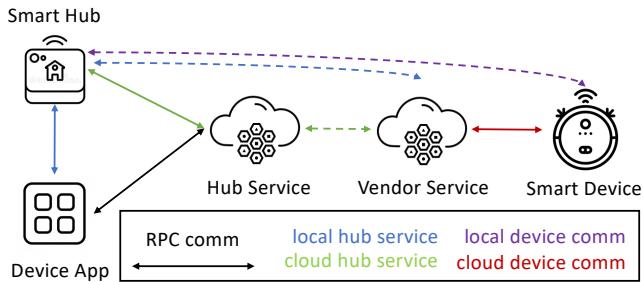 Smart Hub
Hub Service
Vendor Service
Smart Device
Device App
RPC comm
local hub service
local device comm
cloud hub service
cloud device comm